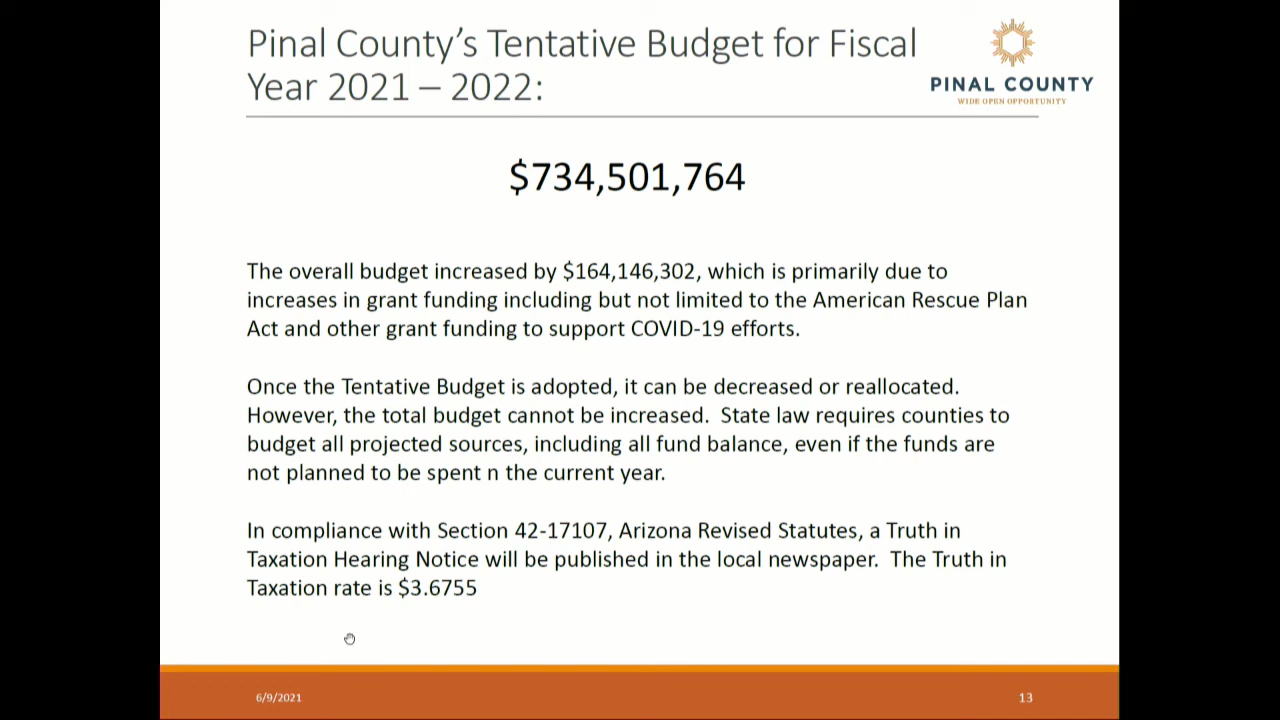 Pinal County’s Tentative Budget for Fiscal
Year 2021 – 2022:
PINAL COUNTY
WIDE OPEN OPPORTUNITY
$734,501,764
The overall budget increased by $164,146,302, which is primarily due to
increases in grant funding including but not limited to the American Rescue Plan
Act and other grant funding to support COVID-19 efforts.
Once the Tentative Budget is adopted, it can be decreased or reallocated.
However, the total budget cannot be increased.  State law requires counties to
budget all projected sources, including all fund balance, even if the funds are
not planned to be spent n the current year.
In compliance with Section 42-17107, Arizona Revised Statutes, a Truth in
Taxation Hearing Notice will be published in the local newspaper.  The Truth in
Taxation rate is $3.6755
6/9/2021
13